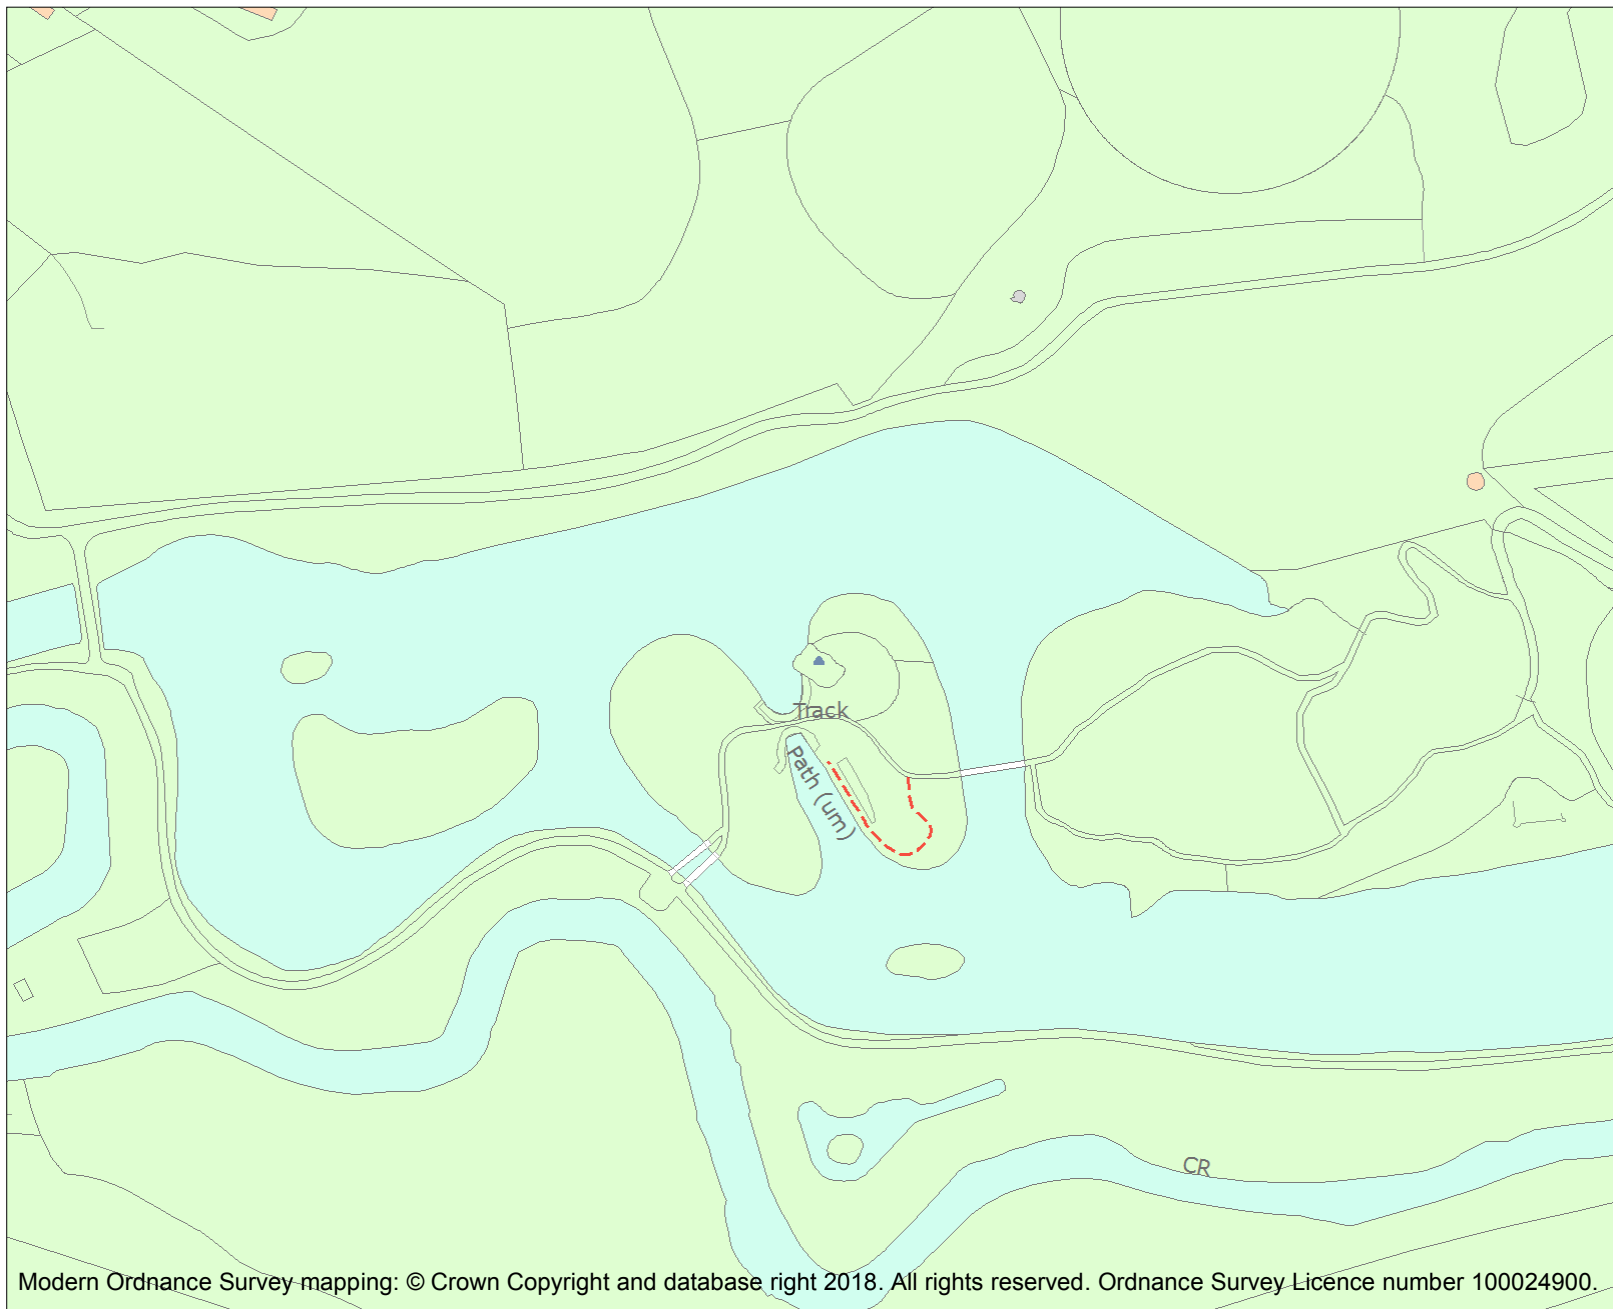 Track
Path (um)
CR
Modern Ordnance Survey mapping: © Crown Copyright and database right 2018. All rights reserved. Ordnance Survey Licence number 100024900.